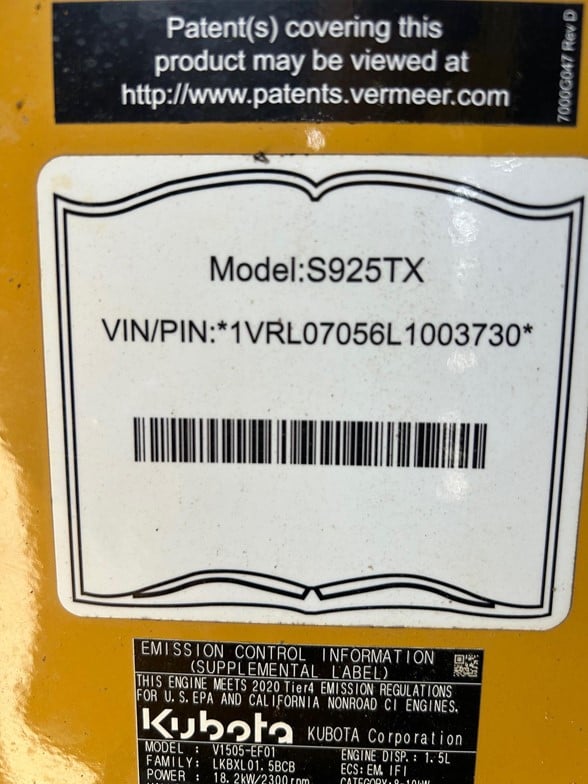 Patent(s) covering this
product may be viewed at
http://www.patents.vermeer.com
7000G047 Rev D
Model:S925TX
VIN/PIN:*1VRL07056L1003730*
EMISSION CONTROL INFORMATION
(SUPPLEMENTAL LABEL)
THIS ENGINE MEETS 2020 Tier4 EMISSION REGULATIONS
FOR U.S. EPA AND CALIFORNIA NONROAD CI ENGINES.
Kubota KUBOTA Corporation
MODEL : V1505-EF01 ENGINE DISP.: 1.5L
FAMILY: LKBXL01.5BCB ECS: EM, IFI
POWER : 18.2kW/2300rpm